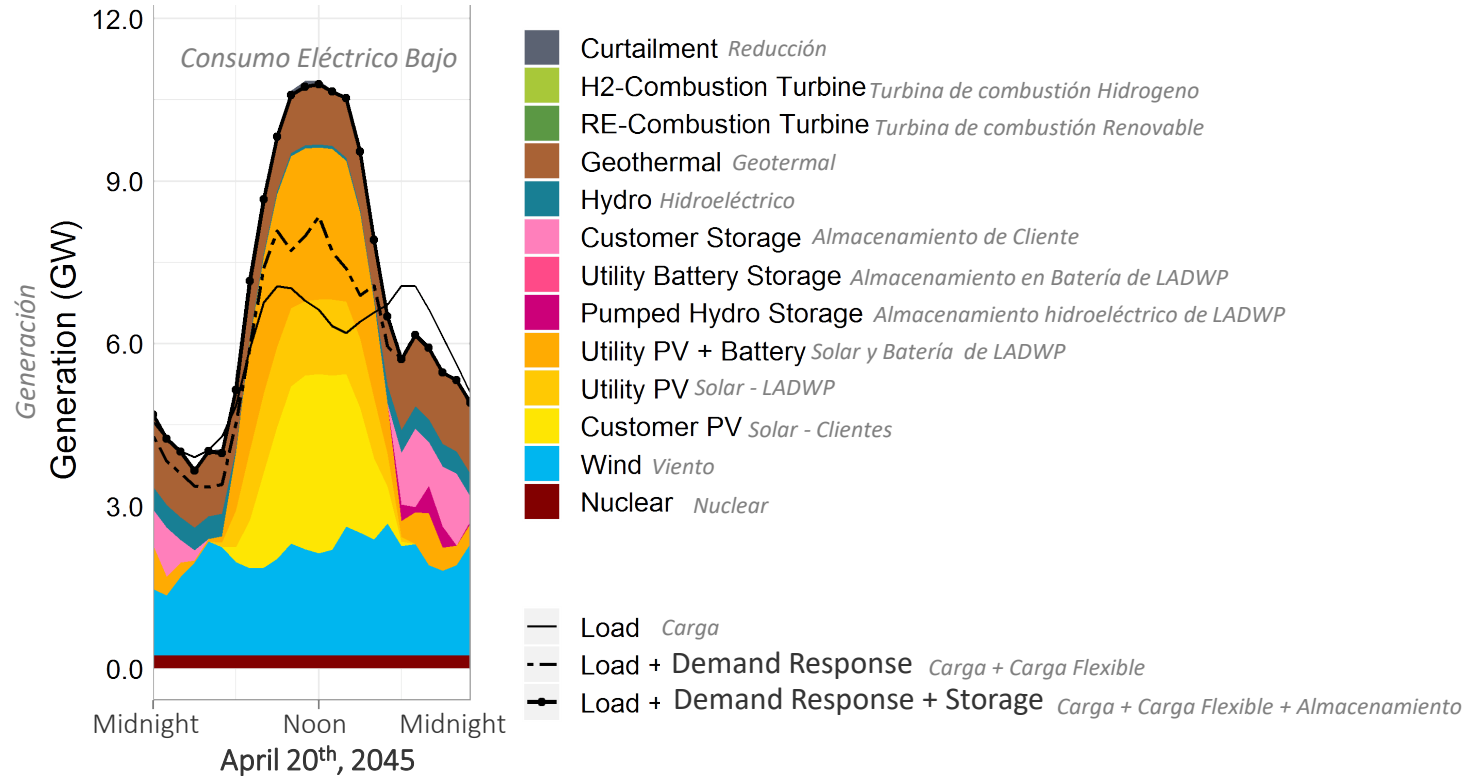 12.0
9.0
6.0
3.0
0.0
Generación
Generation (GW)
Consumo Eléctrico Bajo
Midnight Noon Midnight
April 20th, 2045
Curtailment Reducción
H2-Combustion Turbine Turbina de combustión Hidrogeno
RE-Combustion Turbine Turbina de combustión Renovable
Geothermal Geotermal
Hydro Hidroeléctrico
Customer Storage Almacenamiento de Cliente
Utility Battery Storage Almacenamiento en Batería de LADWP
Pumped Hydro Storage Almacenamiento hidroeléctrico de LADWP
Utility PV + Battery Solar y Batería de LADWP
Utility PV Solar - LADWP
Customer PV Solar - Clientes
Wind Viento
Nuclear Nuclear
Load Carga
Load + Demand Response Carga + Carga Flexible
Load + Demand Response + Storage Carga + Carga Flexible + Almacenamiento